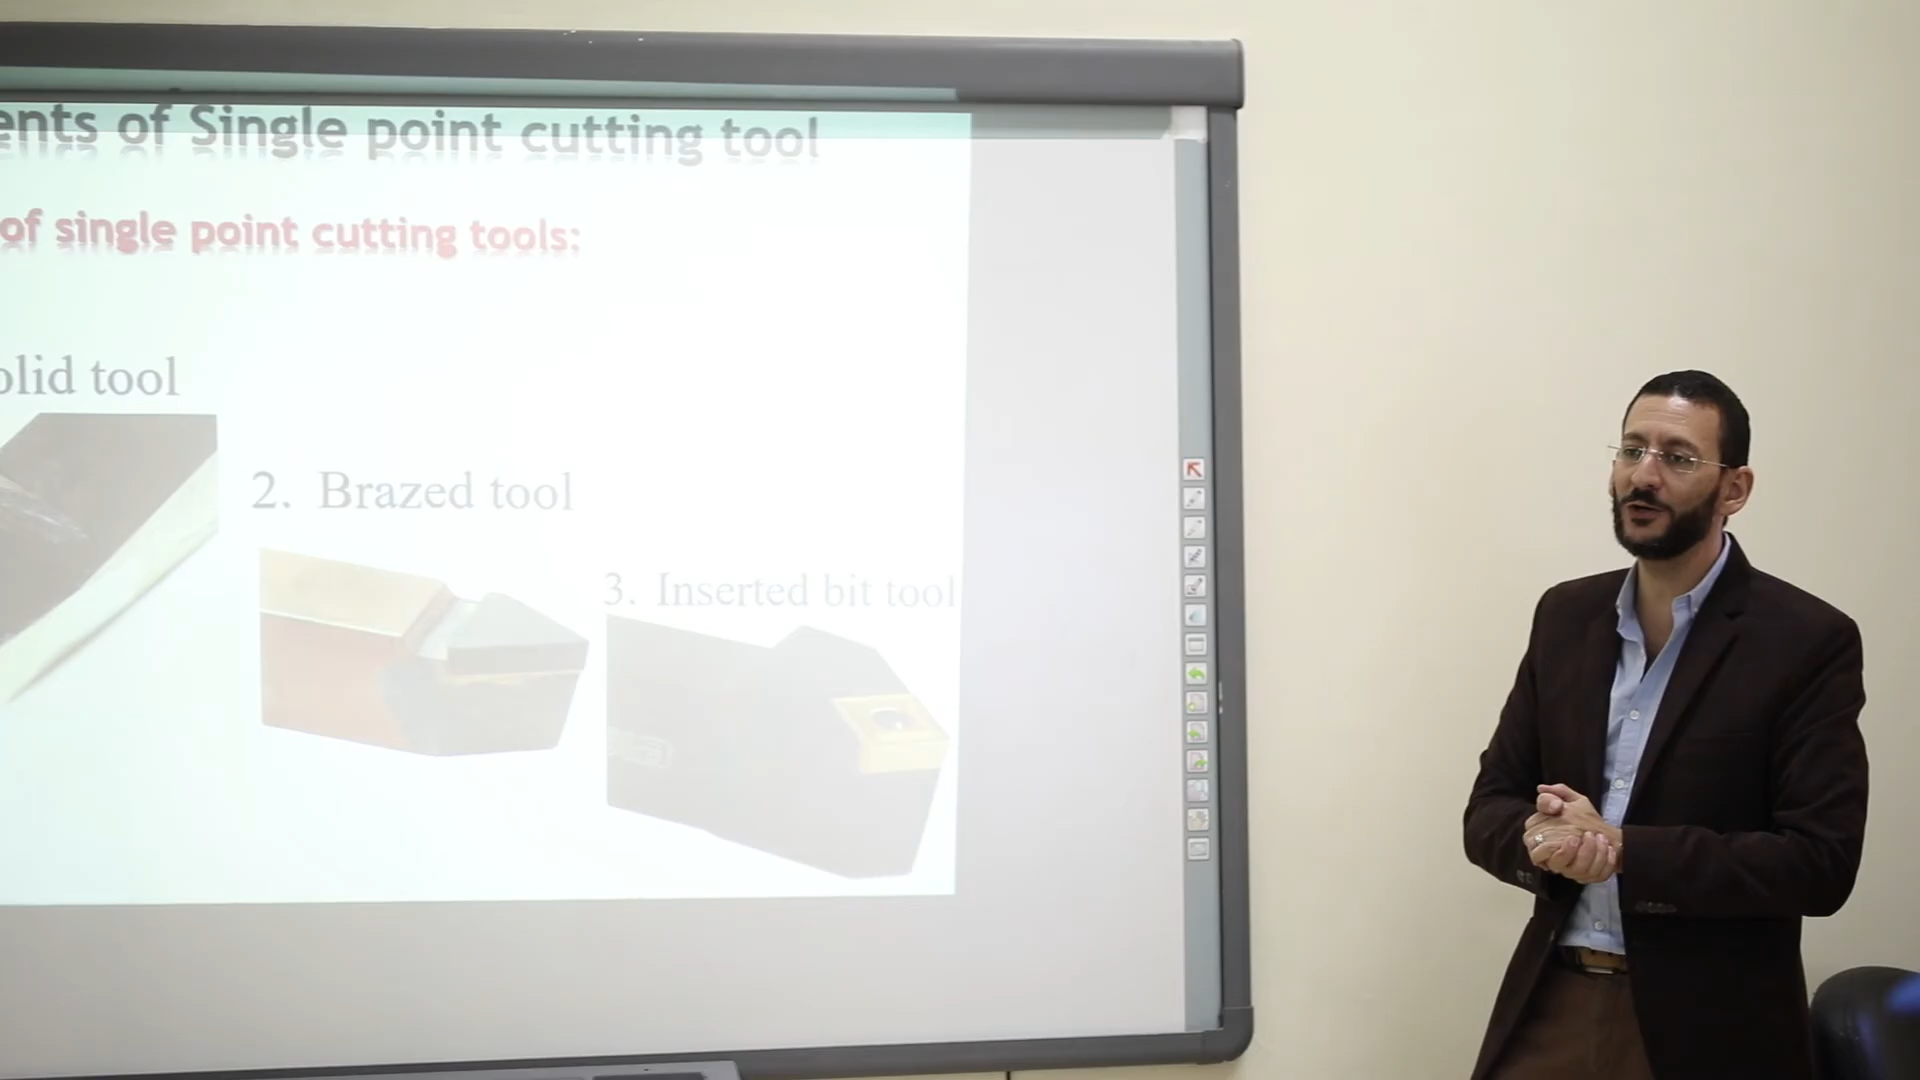 ents of Single point cutting tool
of single point cutting tools:
olid tool
2. Brazed tool
3. Inserted bit tool